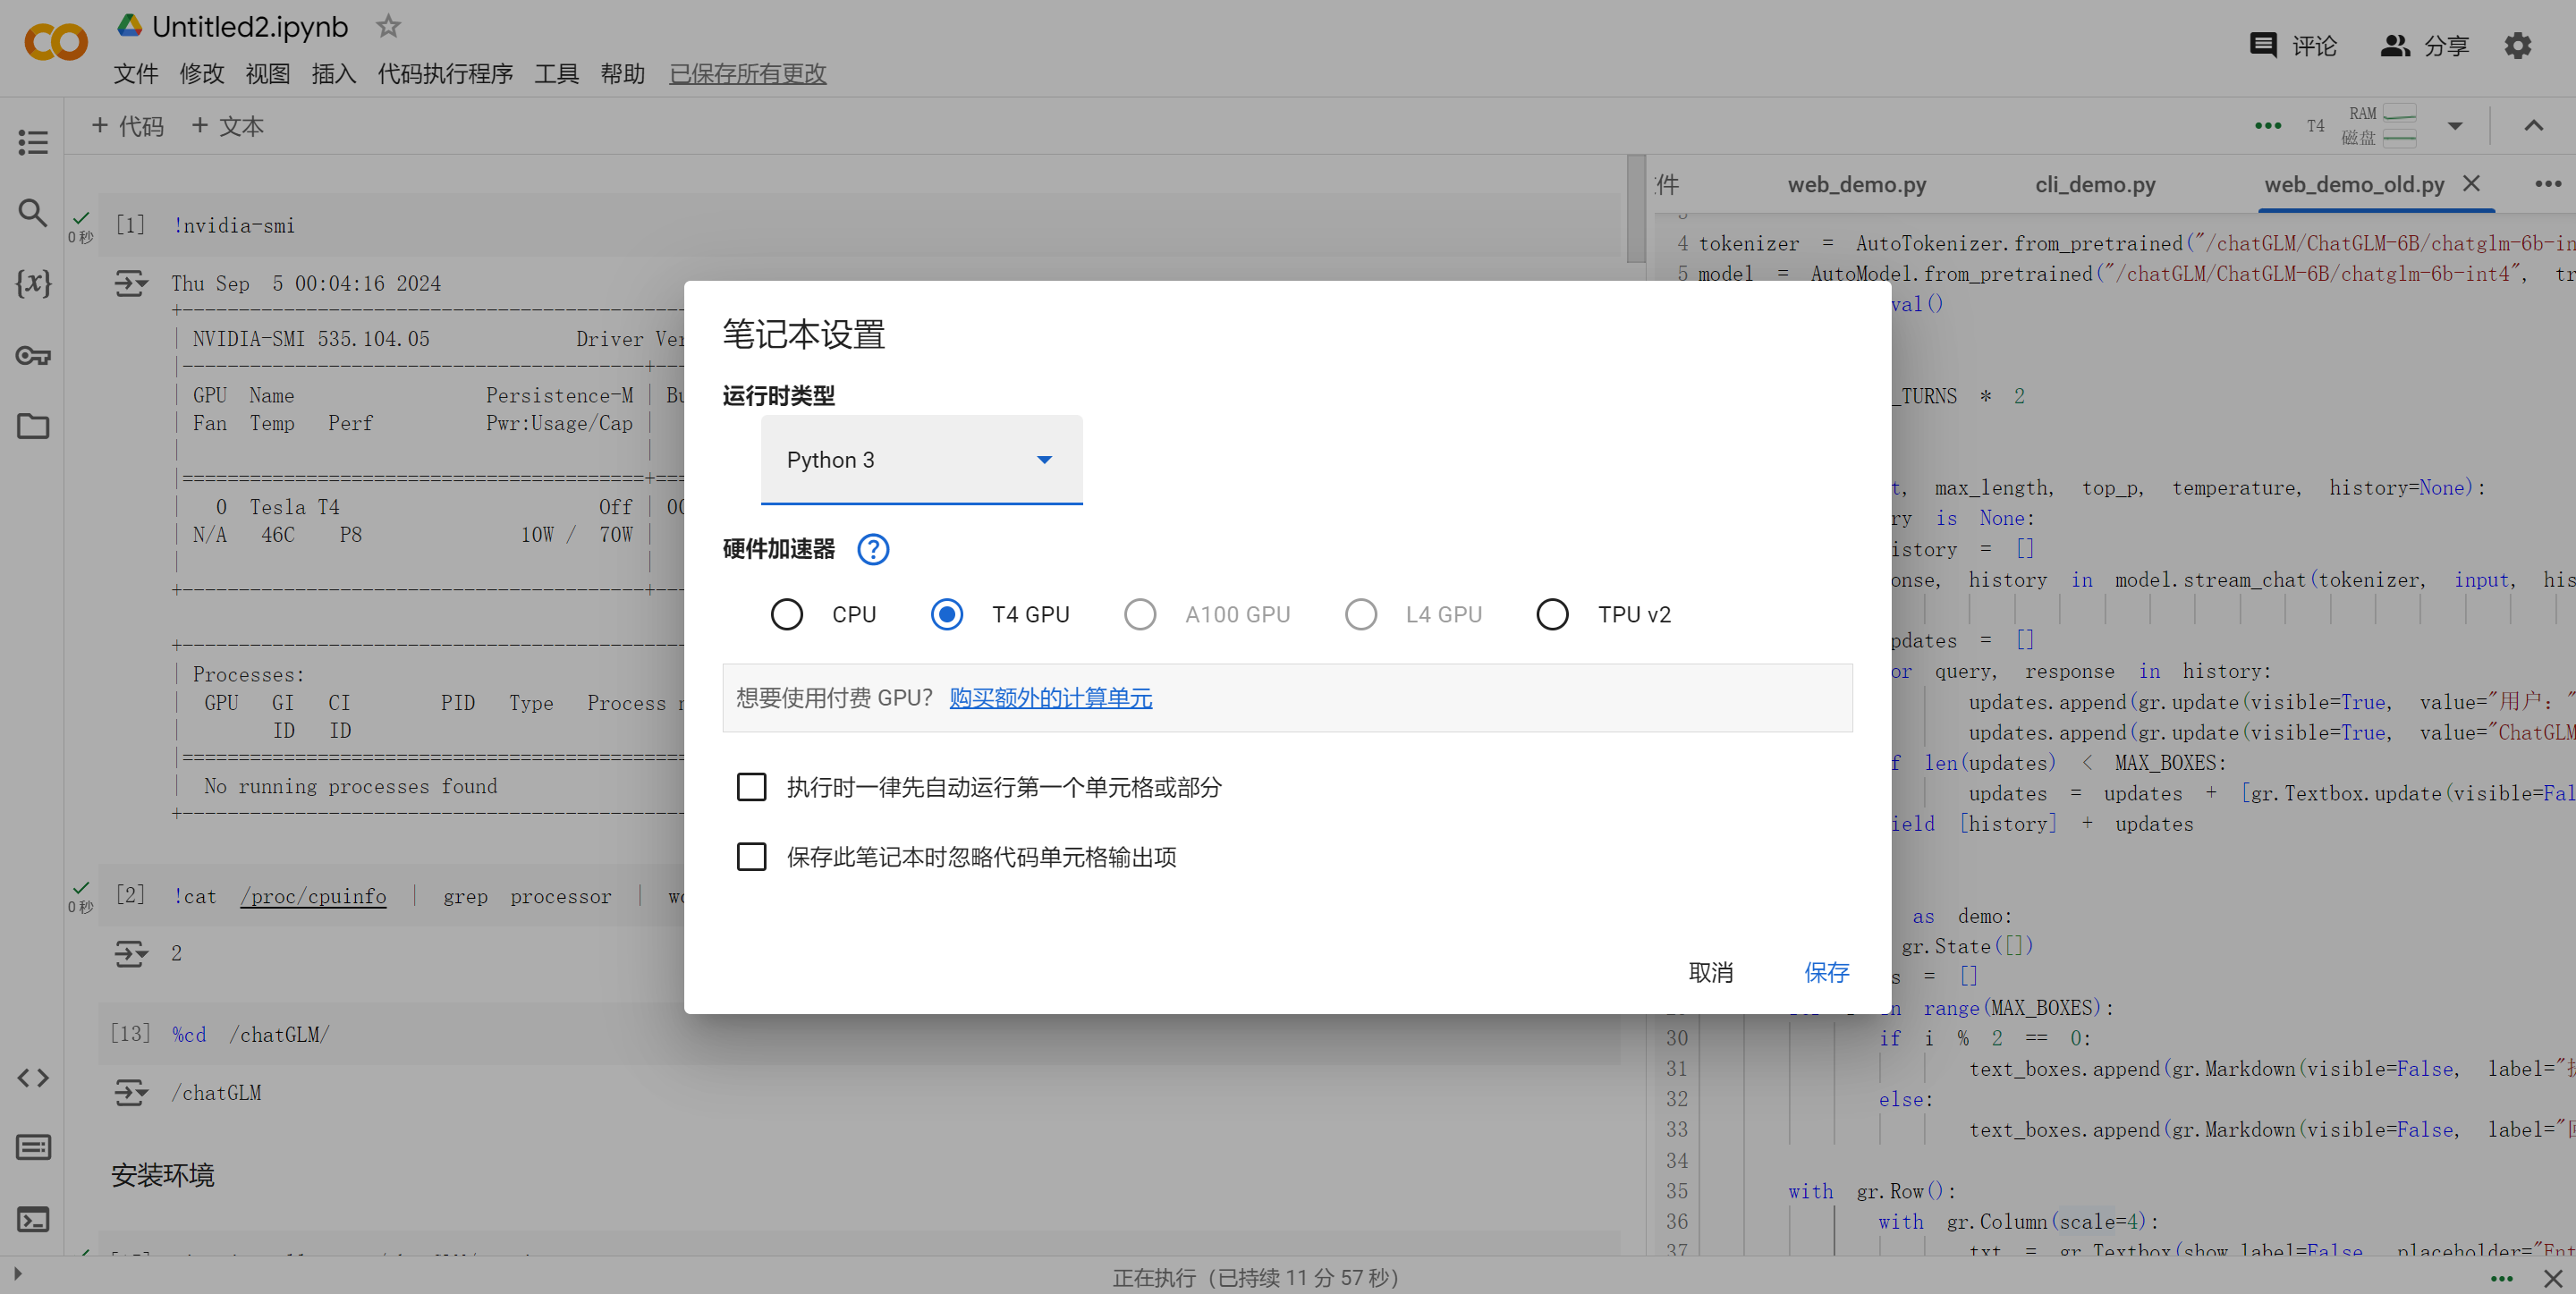 Untitled2.ipynb
文件 修改 视图 插入 代码执行程序 工具 帮助 已保存所有更改
评论 分享
+ 代码 + 文本
T4 RAM 磁盘
0 秒
[1] !nvidia-smi
Thu Sep 5 00:04:16 2024
NVIDIA-SMI 535.104.05 Driver
GPU Name Persistence-M
Fan Temp Perf Pwr:Usage/Cap
0 Tesla T4 Off
N/A 46C P8 10W / 70W
Processes:
GPU GI CI PID Type Process
ID ID
No running processes found
0 秒
[2] !cat /proc/cpuinfo | grep processor |
2
[13] %cd /chatGLM/
/chatGLM
安装环境
笔记本设置
运行时类型
Python 3
硬件加速器 ?
CPU T4 GPU A100 GPU L4 GPU TPU v2
想要使用付费 GPU? 购买额外的计算单元
执行时一律先自动运行第一个单元格或部分
保存此笔记本时忽略代码单元格输出项
取消 保存
件 web_demo.py cli_demo.py web_demo_old.py
4 tokenizer = AutoTokenizer.from_pretrained("/chatGLM/ChatGLM-6B/chatglm-6b-in
5 model = AutoModel.from_pretrained("/chatGLM/ChatGLM-6B/chatglm-6b-int4", tr
val()
_TURNS * 2
t, max_length, top_p, temperature, history=None):
ry is None:
istory = []
onse, history in model.stream_chat(tokenizer, input, his
pdates = []
or query, response in history:
updates.append(gr.update(visible=True, value="用户："
updates.append(gr.update(visible=True, value="ChatGLM
f len(updates) < MAX_BOXES:
updates = updates + [gr.Textbox.update(visible=Fal
ield [history] + updates
as demo:
gr.State([])
s = []
n range(MAX_BOXES):
30 if i % 2 == 0:
31 text_boxes.append(gr.Markdown(visible=False, label="
32 else:
33 text_boxes.append(gr.Markdown(visible=False, label="
34
35 with gr.Row():
36 with gr.Column(scale=4):
37 txt = gr.Textbox(show_label=False, placeholder="Ent
正在执行（已持续 11 分 57 秒）